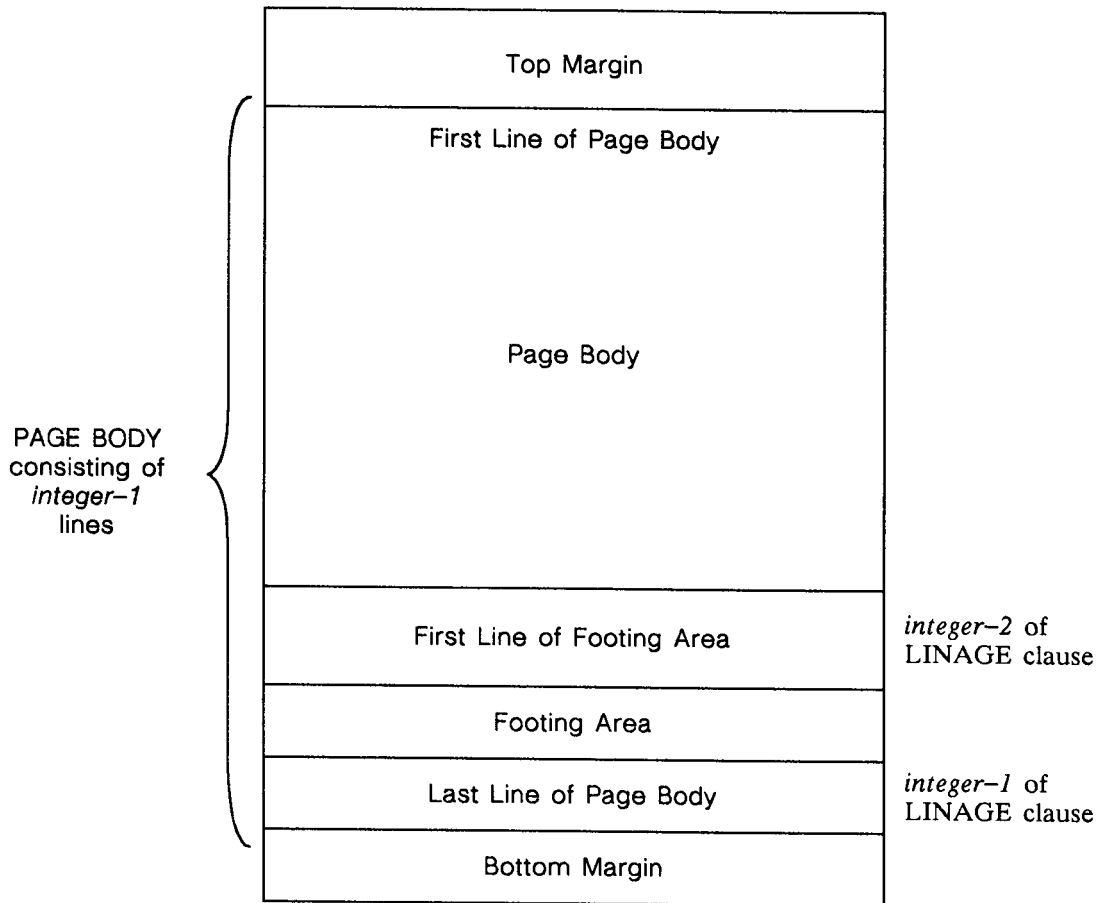 Top Margin
First Line of Page Body
Page Body
PAGE BODY
consisting of
integer–1
lines
First Line of Footing Area
integer–2 of
LINAGE clause
Footing Area
Last Line of Page Body
integer–1 of
LINAGE clause
Bottom Margin